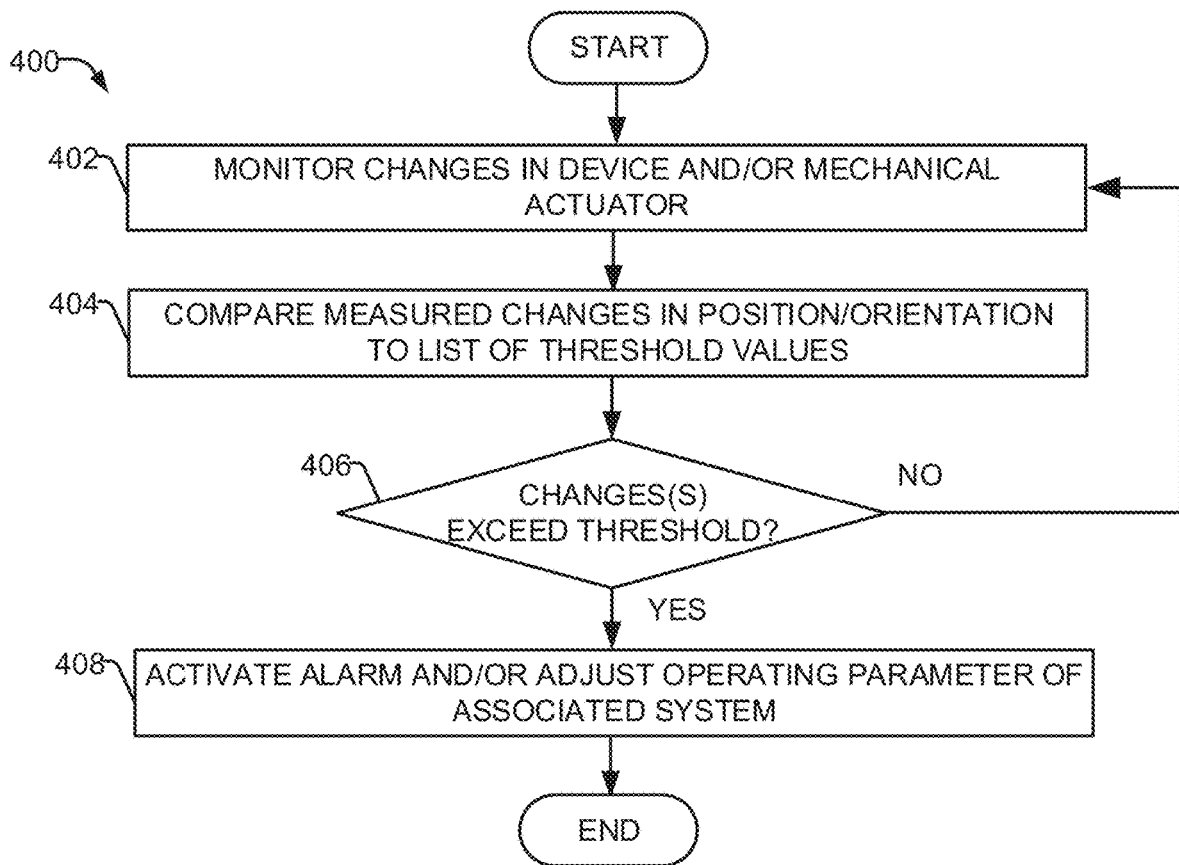 START
400
402
MONITOR CHANGES IN DEVICE AND/OR MECHANICAL
ACTUATOR
404
COMPARE MEASURED CHANGES IN POSITION/ORIENTATION
TO LIST OF THRESHOLD VALUES
406
CHANGES(S)
EXCEED THRESHOLD?
NO
YES
408
ACTIVATE ALARM AND/OR ADJUST OPERATING PARAMETER OF
ASSOCIATED SYSTEM
END